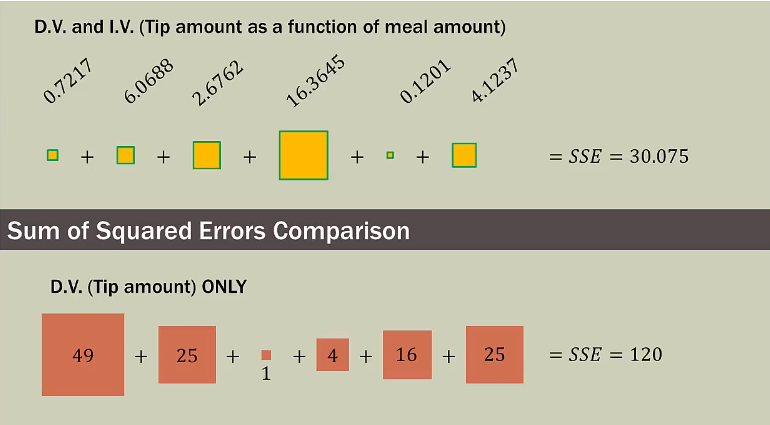 D.V. and I.V. (Tip amount as a function of meal amount)
0.7217 6.0688 2.6762 16.3645 0.1201 4.1237
+ + + + + = SSE = 30.075
Sum of Squared Errors Comparison
D.V. (Tip amount) ONLY
49 + 25 + + 4 + 16 + 25 = SSE = 120
1